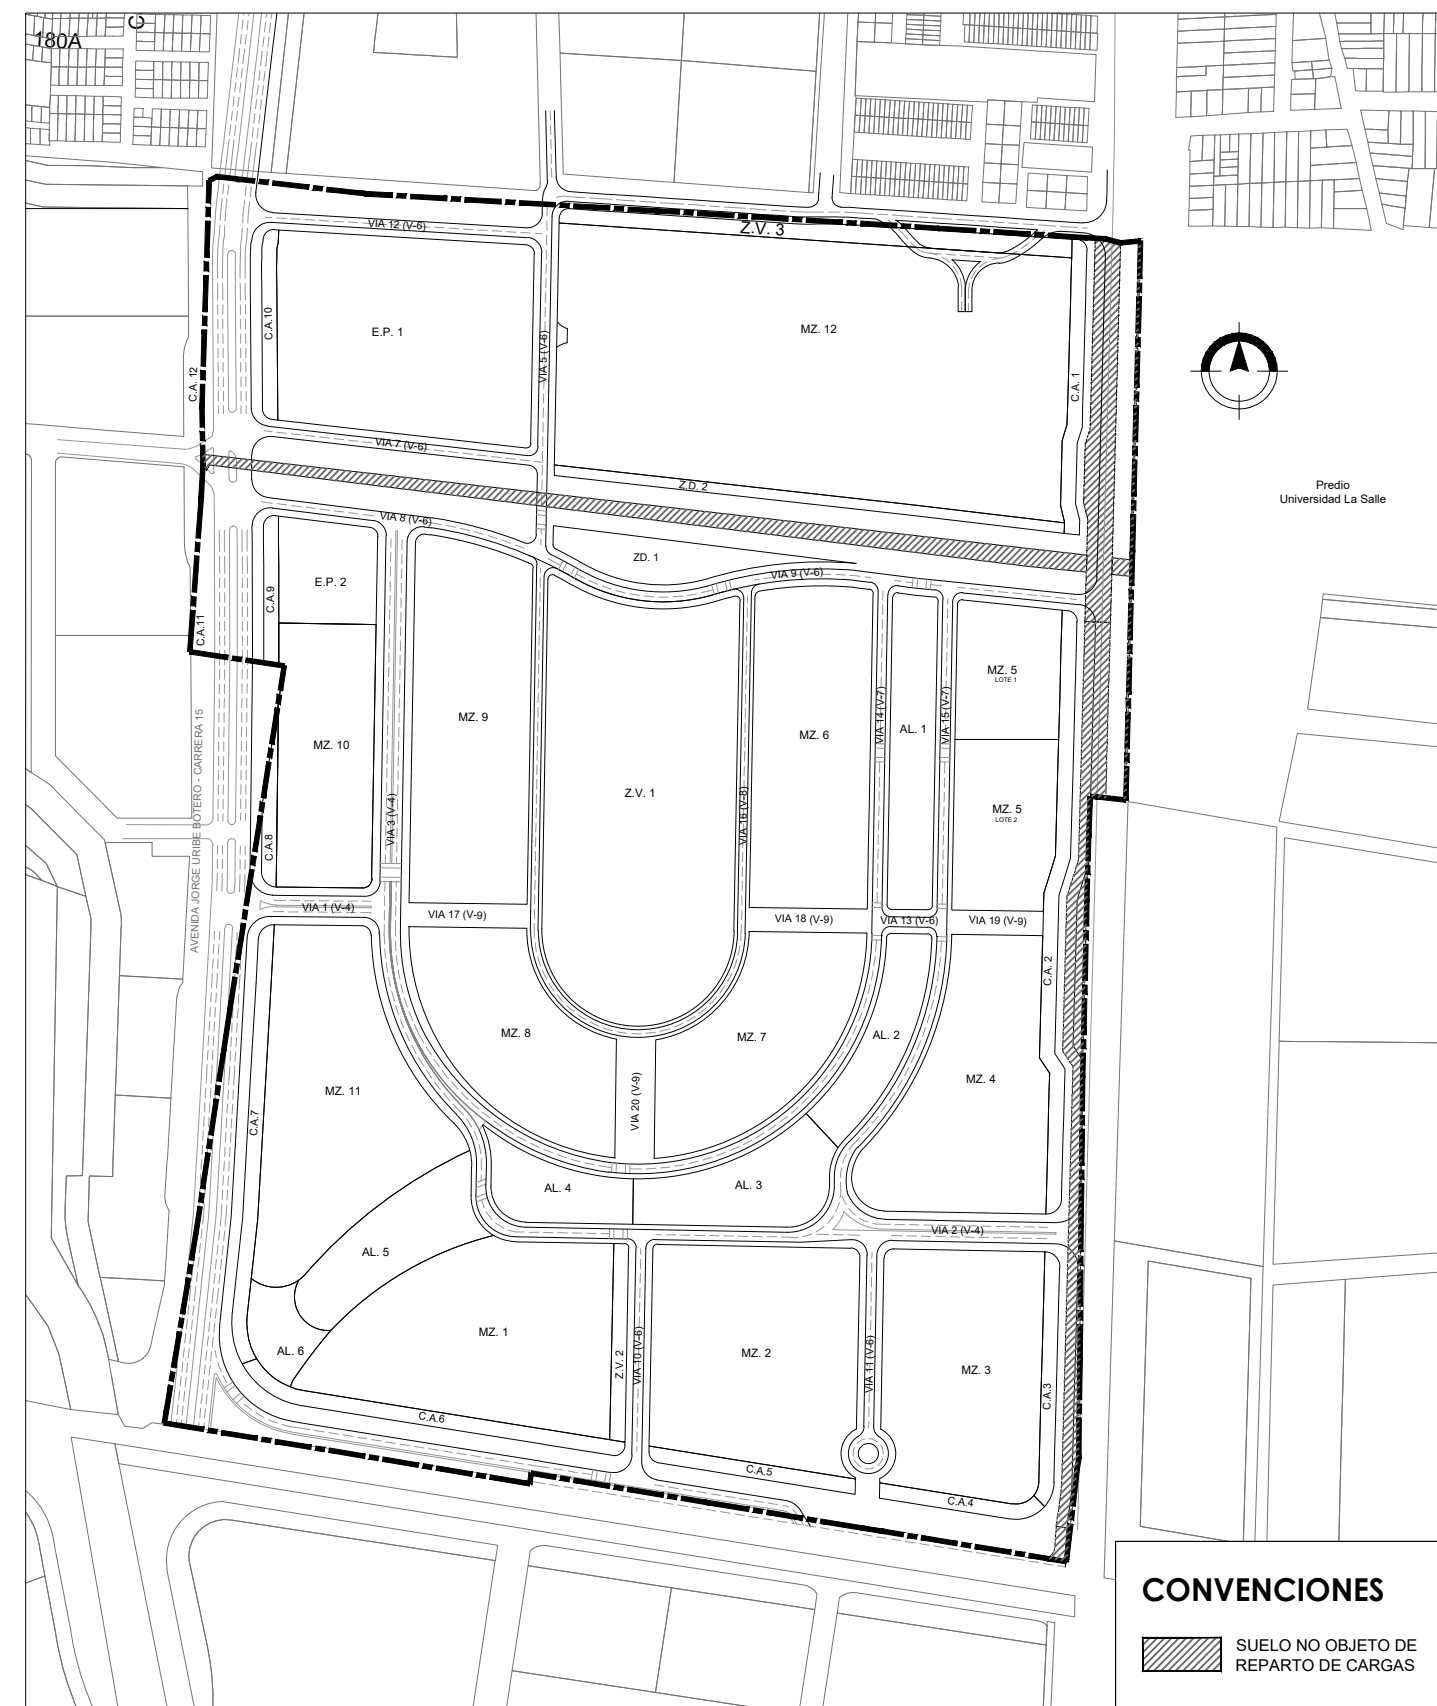 180A
C
VIA 12 (V-6)
Z.V. 3
C.A.10
E.P. 1
VIA 5 (V-6)
MZ. 12
C.A. 12
C.A. 1
VIA 7 (V-6)
Z.D. 2
Predio
Universidad La Salle
VIA 8 (V-6)
ZD. 1
VIA 9 (V-6)
E.P. 2
C.A.9
C.A.11
MZ. 5
LOTE 1
MZ. 9
VIA 14 (V-7)
AL. 1
VIA 15 (V-7)
MZ. 6
MZ. 10
AVENIDA JORGE URIBE BOTERO - CARRERA 15
Z.V. 1
VIA 3 (V-4)
VIA 16 (V-8)
MZ. 5
LOTE 2
C.A.8
VIA 1 (V-4)
VIA 17 (V-9)
VIA 18 (V-9)
VIA 13 (V-6)
VIA 19 (V-9)
C.A. 2
MZ. 8
MZ. 7
AL. 2
MZ. 4
MZ. 11
VIA 20 (V-9)
C.A.7
AL. 4
AL. 3
VIA 2 (V-4)
AL. 5
MZ. 1
AL. 6
Z.V. 2
VIA 10 (V-6)
MZ. 2
VIA 11 (V-6)
MZ. 3
C.A.3
C.A.6
C.A.5
C.A.4
CONVENCIONES
SUELO NO OBJETO DE
REPARTO DE CARGAS